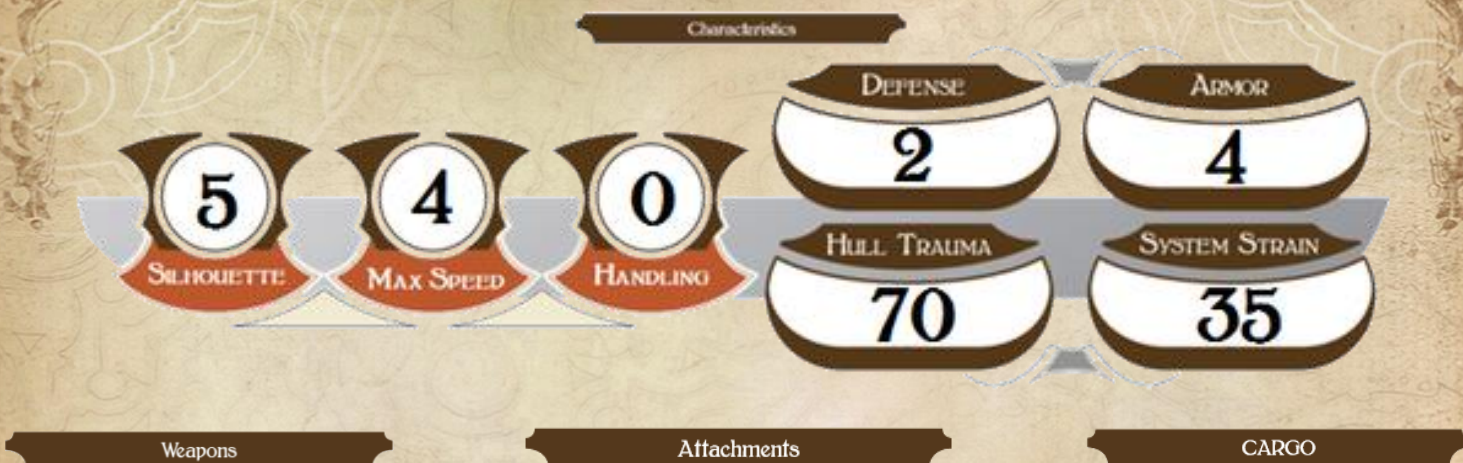 Characteristics
Defense
Armor
2
4
5
4
0
Silhouette
Max Speed
Handling
Hull Trauma
System Strain
70
35
Weapons
Attachments
CARGO